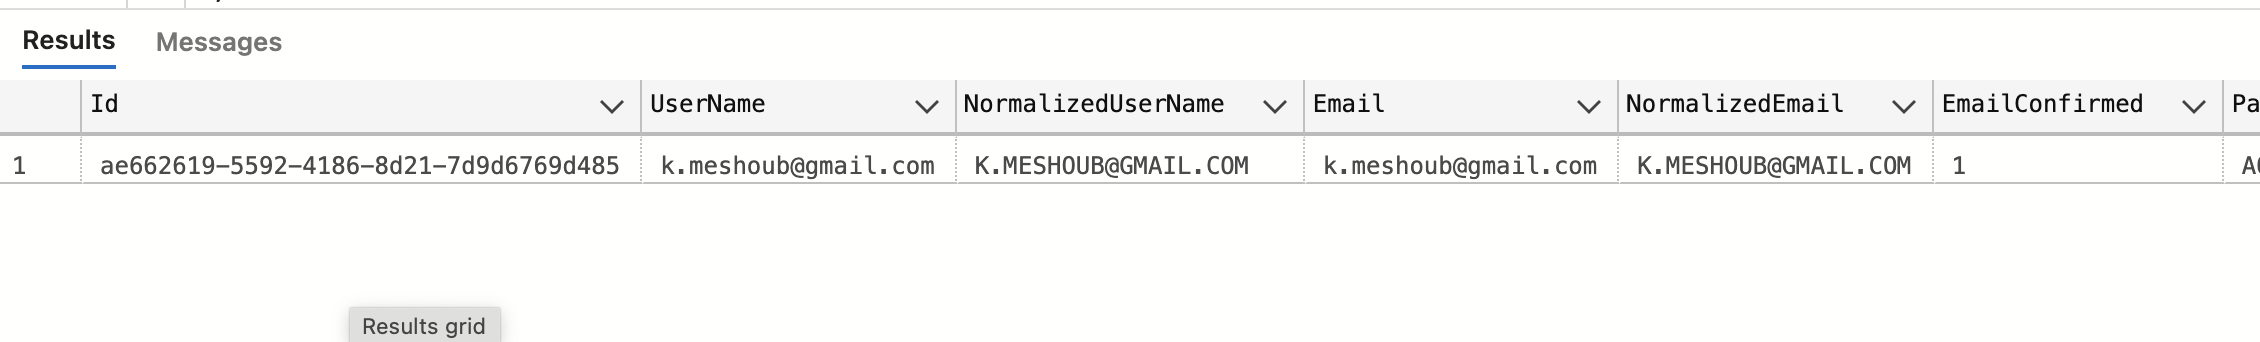 Results Messages
Id UserName NormalizedUserName Email NormalizedEmail EmailConfirmed Pa
1 ae662619-5592-4186-8d21-7d9d6769d485 k.meshoub@gmail.com K.MESHOUB@GMAIL.COM k.meshoub@gmail.com K.MESHOUB@GMAIL.COM 1
Results grid